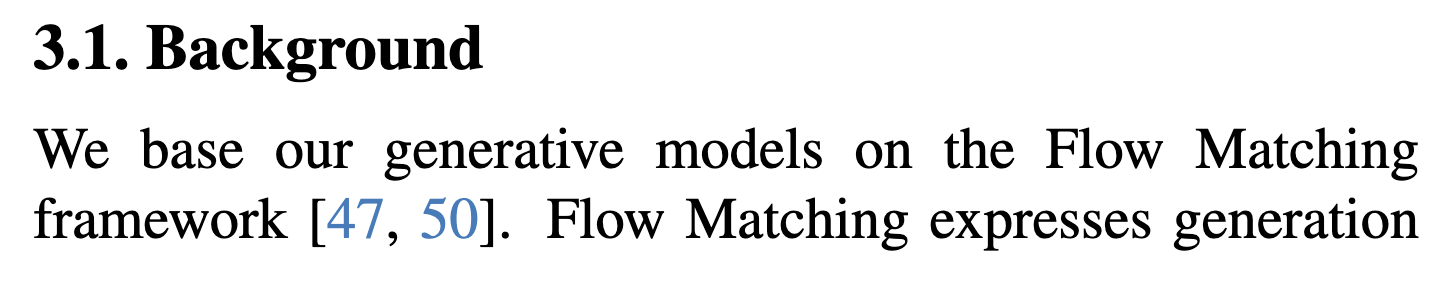 3.1. Background
We base our generative models on the Flow Matching
framework [47, 50]. Flow Matching expresses generation